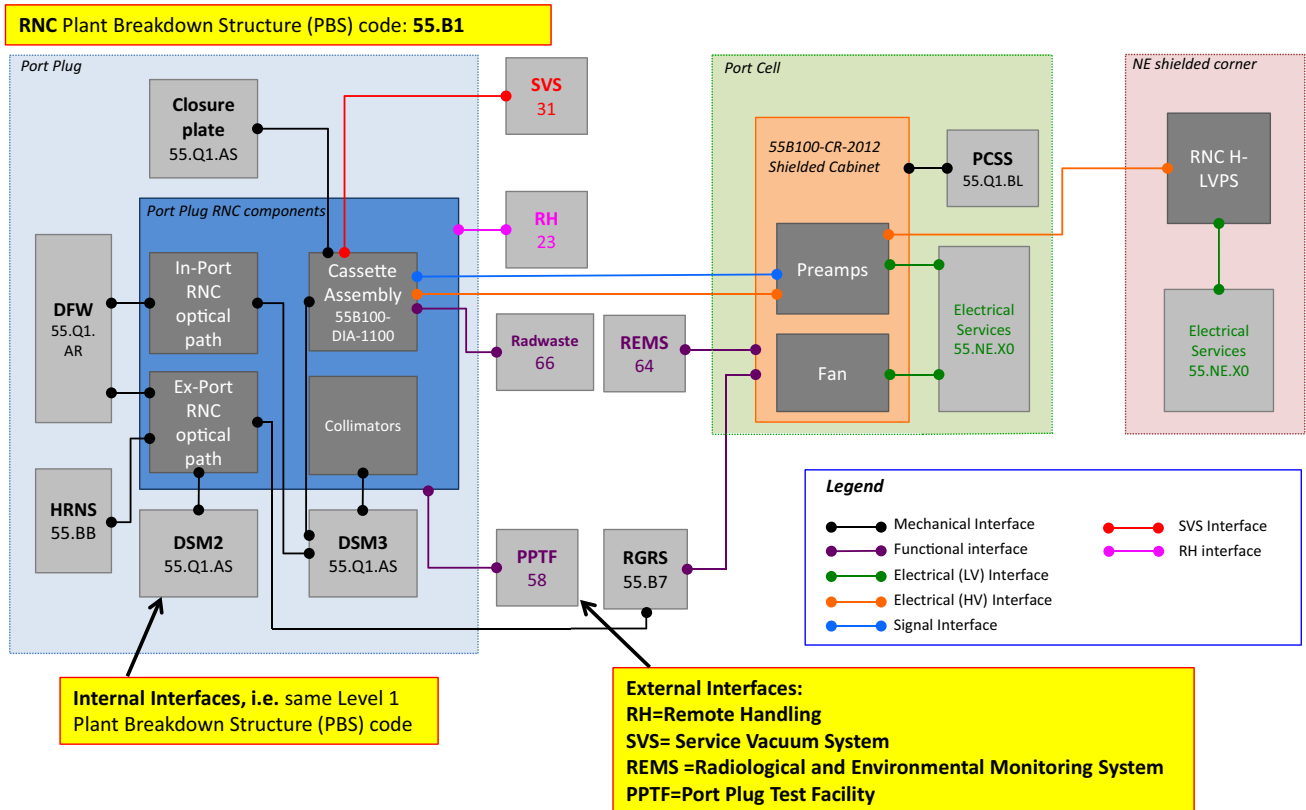 RNC Plant Breakdown Structure (PBS) code: 55.B1
Port Plug
Closure
plate
55.Q1.AS
SVS
31
Port Plug RNC components
RH
23
In-Port
RNC
optical
path
Cassette
Assembly
55B100-
DIA-1100
DFW
55.Q1.
AR
Ex-Port
RNC
optical
path
Collimators
Radwaste
66
REMS
64
HRNS
55.BB
DSM2
55.Q1.AS
DSM3
55.Q1.AS
PPTF
58
RGRS
55.B7
Port Cell
55B100-CR-2012
Shielded Cabinet
PCSS
55.Q1.BL
Preamps
Fan
Electrical
Services
55.NE.X0
NE shielded corner
RNC H-
LVPS
Electrical
Services
55.NE.X0
Legend
Mechanical Interface
Functional interface
Electrical (LV) Interface
Electrical (HV) Interface
Signal Interface
SVS Interface
RH interface
Internal Interfaces, i.e. same Level 1
Plant Breakdown Structure (PBS) code
External Interfaces:
RH=Remote Handling
SVS= Service Vacuum System
REMS =Radiological and Environmental Monitoring System
PPTF=Port Plug Test Facility